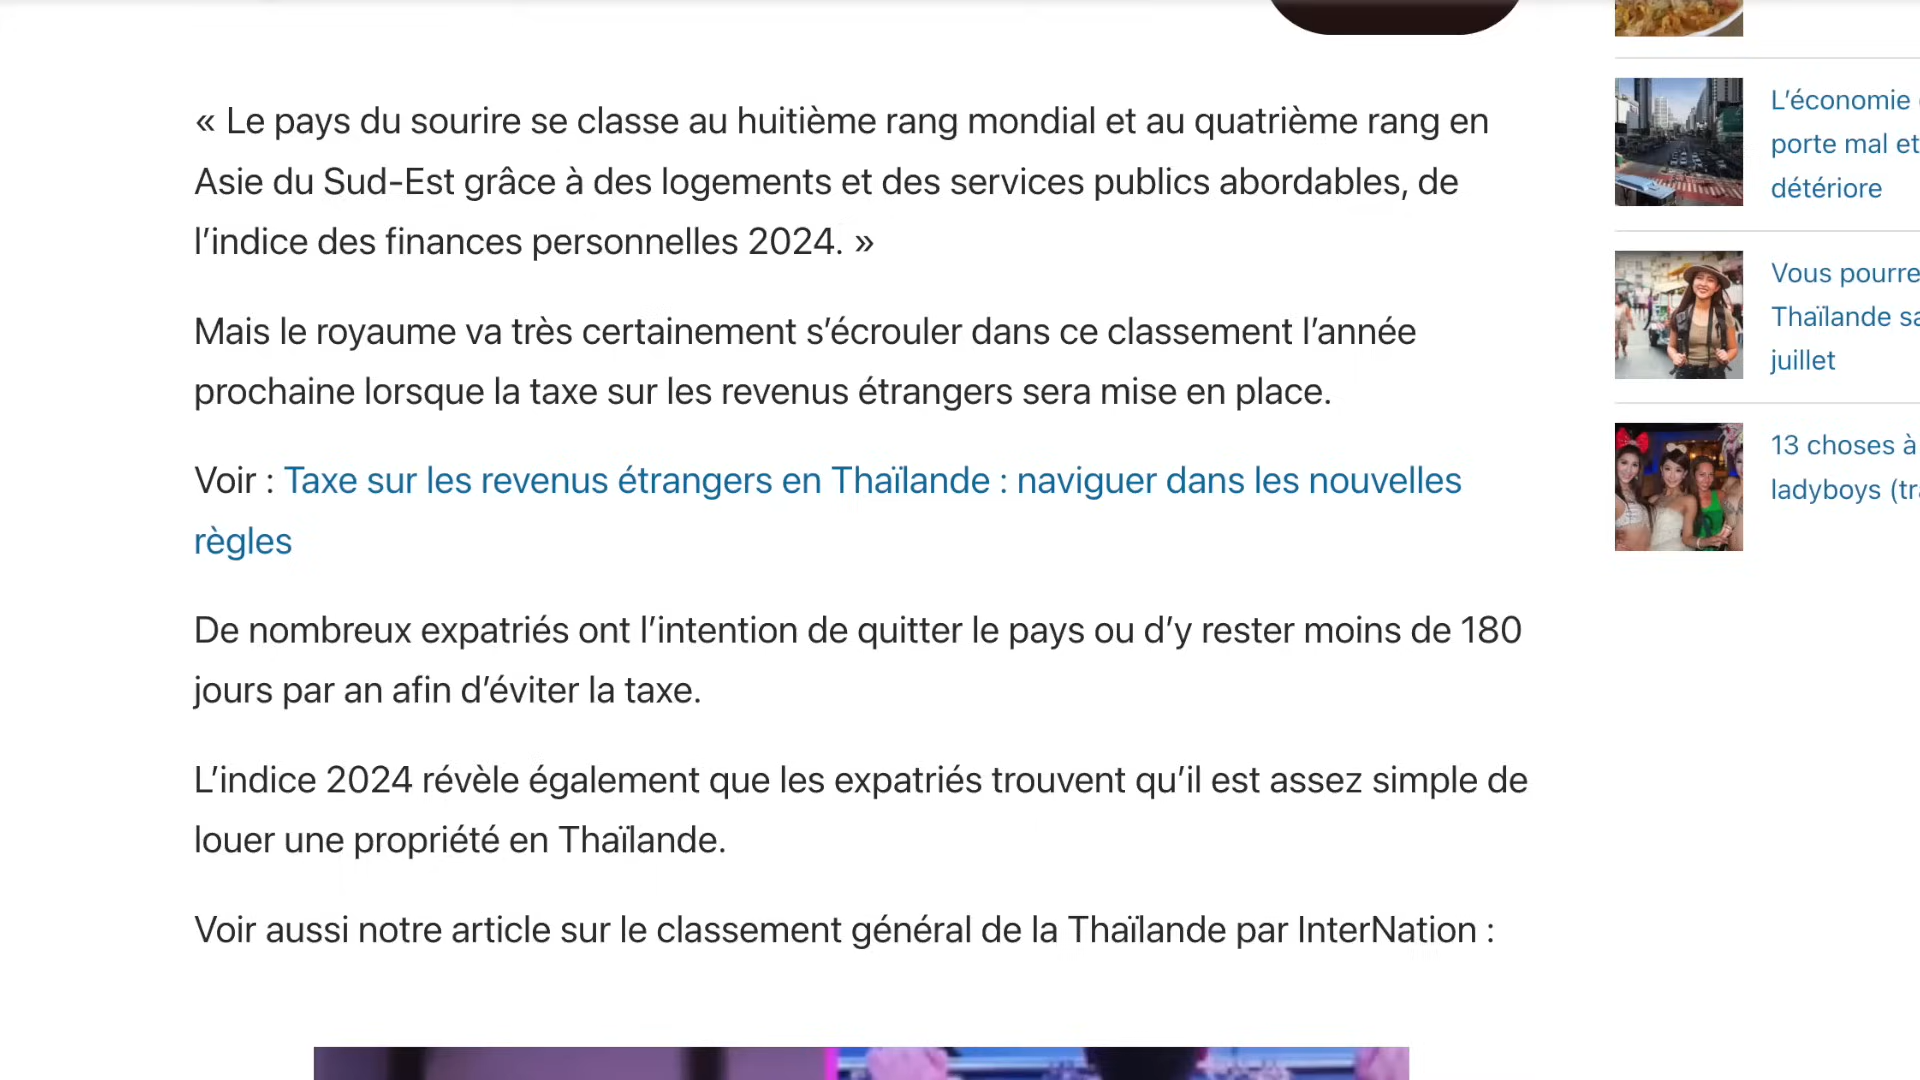 « Le pays du sourire se classe au huitième rang mondial et au quatrième rang en
Asie du Sud-Est grâce à des logements et des services publics abordables, de
l’indice des finances personnelles 2024. »
Mais le royaume va très certainement s’écrouler dans ce classement l’année
prochaine lorsque la taxe sur les revenus étrangers sera mise en place.
Voir : Taxe sur les revenus étrangers en Thaïlande : naviguer dans les nouvelles
règles
De nombreux expatriés ont l’intention de quitter le pays ou d’y rester moins de 180
jours par an afin d’éviter la taxe.
L’indice 2024 révèle également que les expatriés trouvent qu’il est assez simple de
louer une propriété en Thaïlande.
Voir aussi notre article sur le classement général de la Thaïlande par InterNation :
L’économie
porte mal et
détériore
Vous pourre
Thaïlande sa
juillet
13 choses à
ladyboys (tra